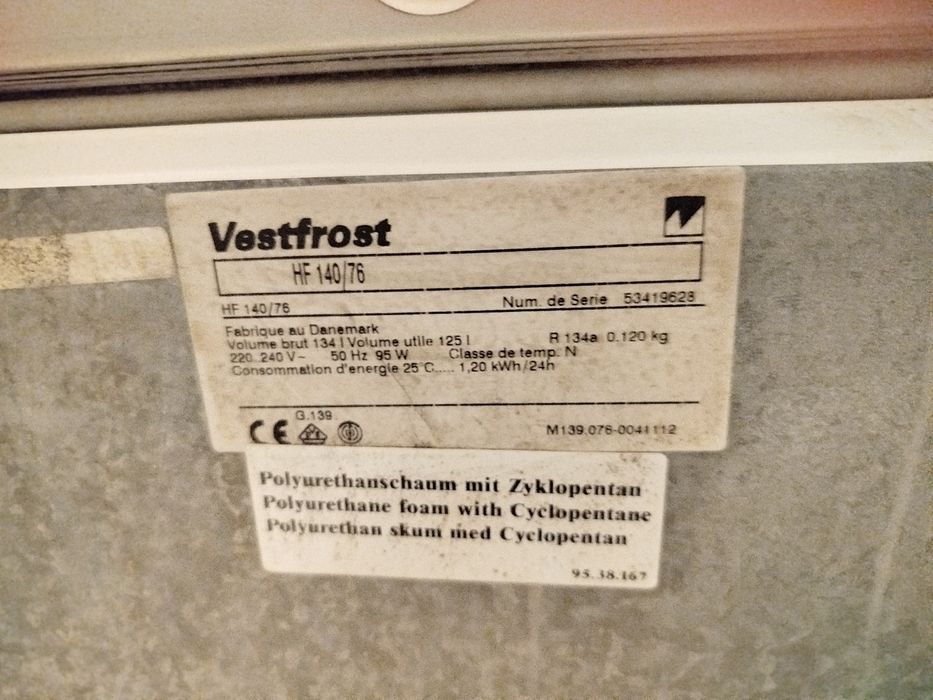 Vestfrost
HF 140/76
HF 140/76 Num. de Serie 53419628
Fabrique au Danemark
Volume brut 134 l Volume utile 125 l R 134a 0.120 kg
220..240 V~ 50 Hz 95 W Classe de temp. N
Consommation d'energie 25 C..... 1,20 kWh/24h
G.139
CE M139.076-0041112
Polyurethanschaum mit Zyklopentan
Polyurethane foam with Cyclopentane
Polyurethan skum med Cyclopentan
95.38.167